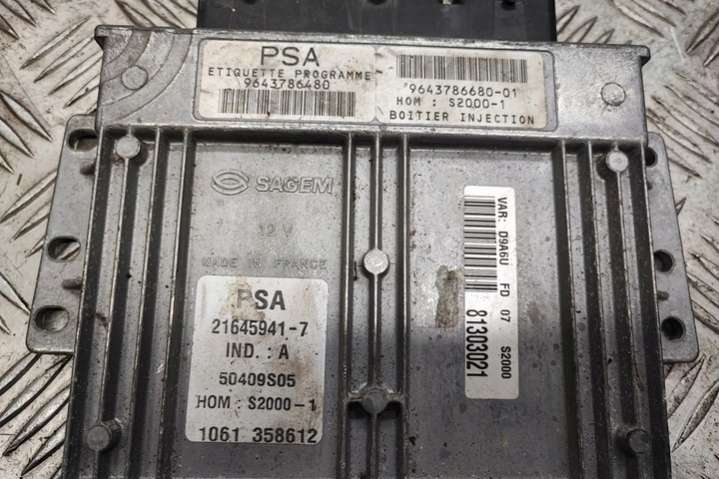 PSA
ETIQUETTE PROGRAMME
9643786480
9643786680-01
HOM : S2000-1
BOITIER INJECTION
SAGEM
12 V
MADE IN FRANCE
PSA
21645941-7
IND. : A
50409S05
HOM : S2000-1
1061 358612
VAR: D9A6U FD 07 S2000
81303021